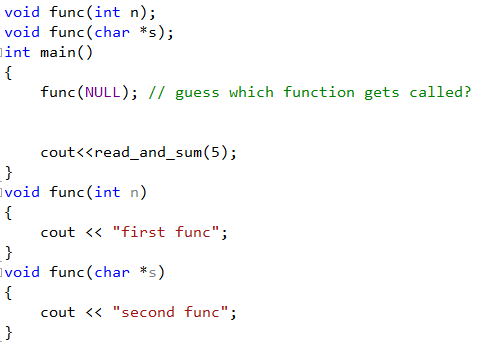 void func(int n);
void func(char *s);
int main()
{
    func(NULL); // guess which function gets called?
    cout<<read_and_sum(5);
}
void func(int n)
{
    cout << "first func";
}
void func(char *s)
{
    cout << "second func";
}